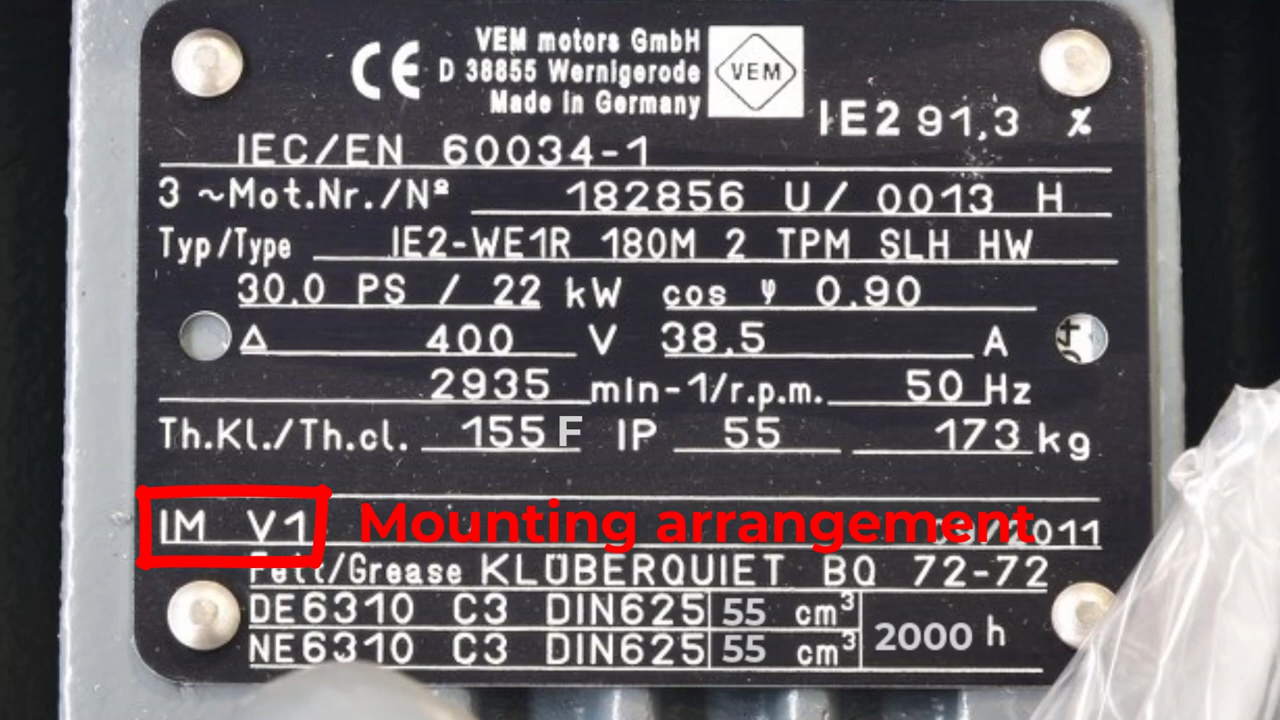 CE
VEM motors GmbH
D 38855 Wernigerode
Made in Germany
VEM
IE2 91,3 %
IEC/EN 60034-1
3 ~Mot.Nr./Nº 182856 U/ 0013 H
Typ/Type IE2-WE1R 180M 2 TPM SLH HW
30,0 PS / 22 kW cos φ 0,90
Δ 400 V 38,5 A
2935 min-1/r.p.m. 50 Hz
Th.Kl./Th.cl. 155 F IP 55 173 kg
IM V1 Mounting arrangement 2011
Fett/Grease KLÜBERQUIET BQ 72-72
DE6310 C3 DIN625 55 cm³
NE6310 C3 DIN625 55 cm³
2000 h